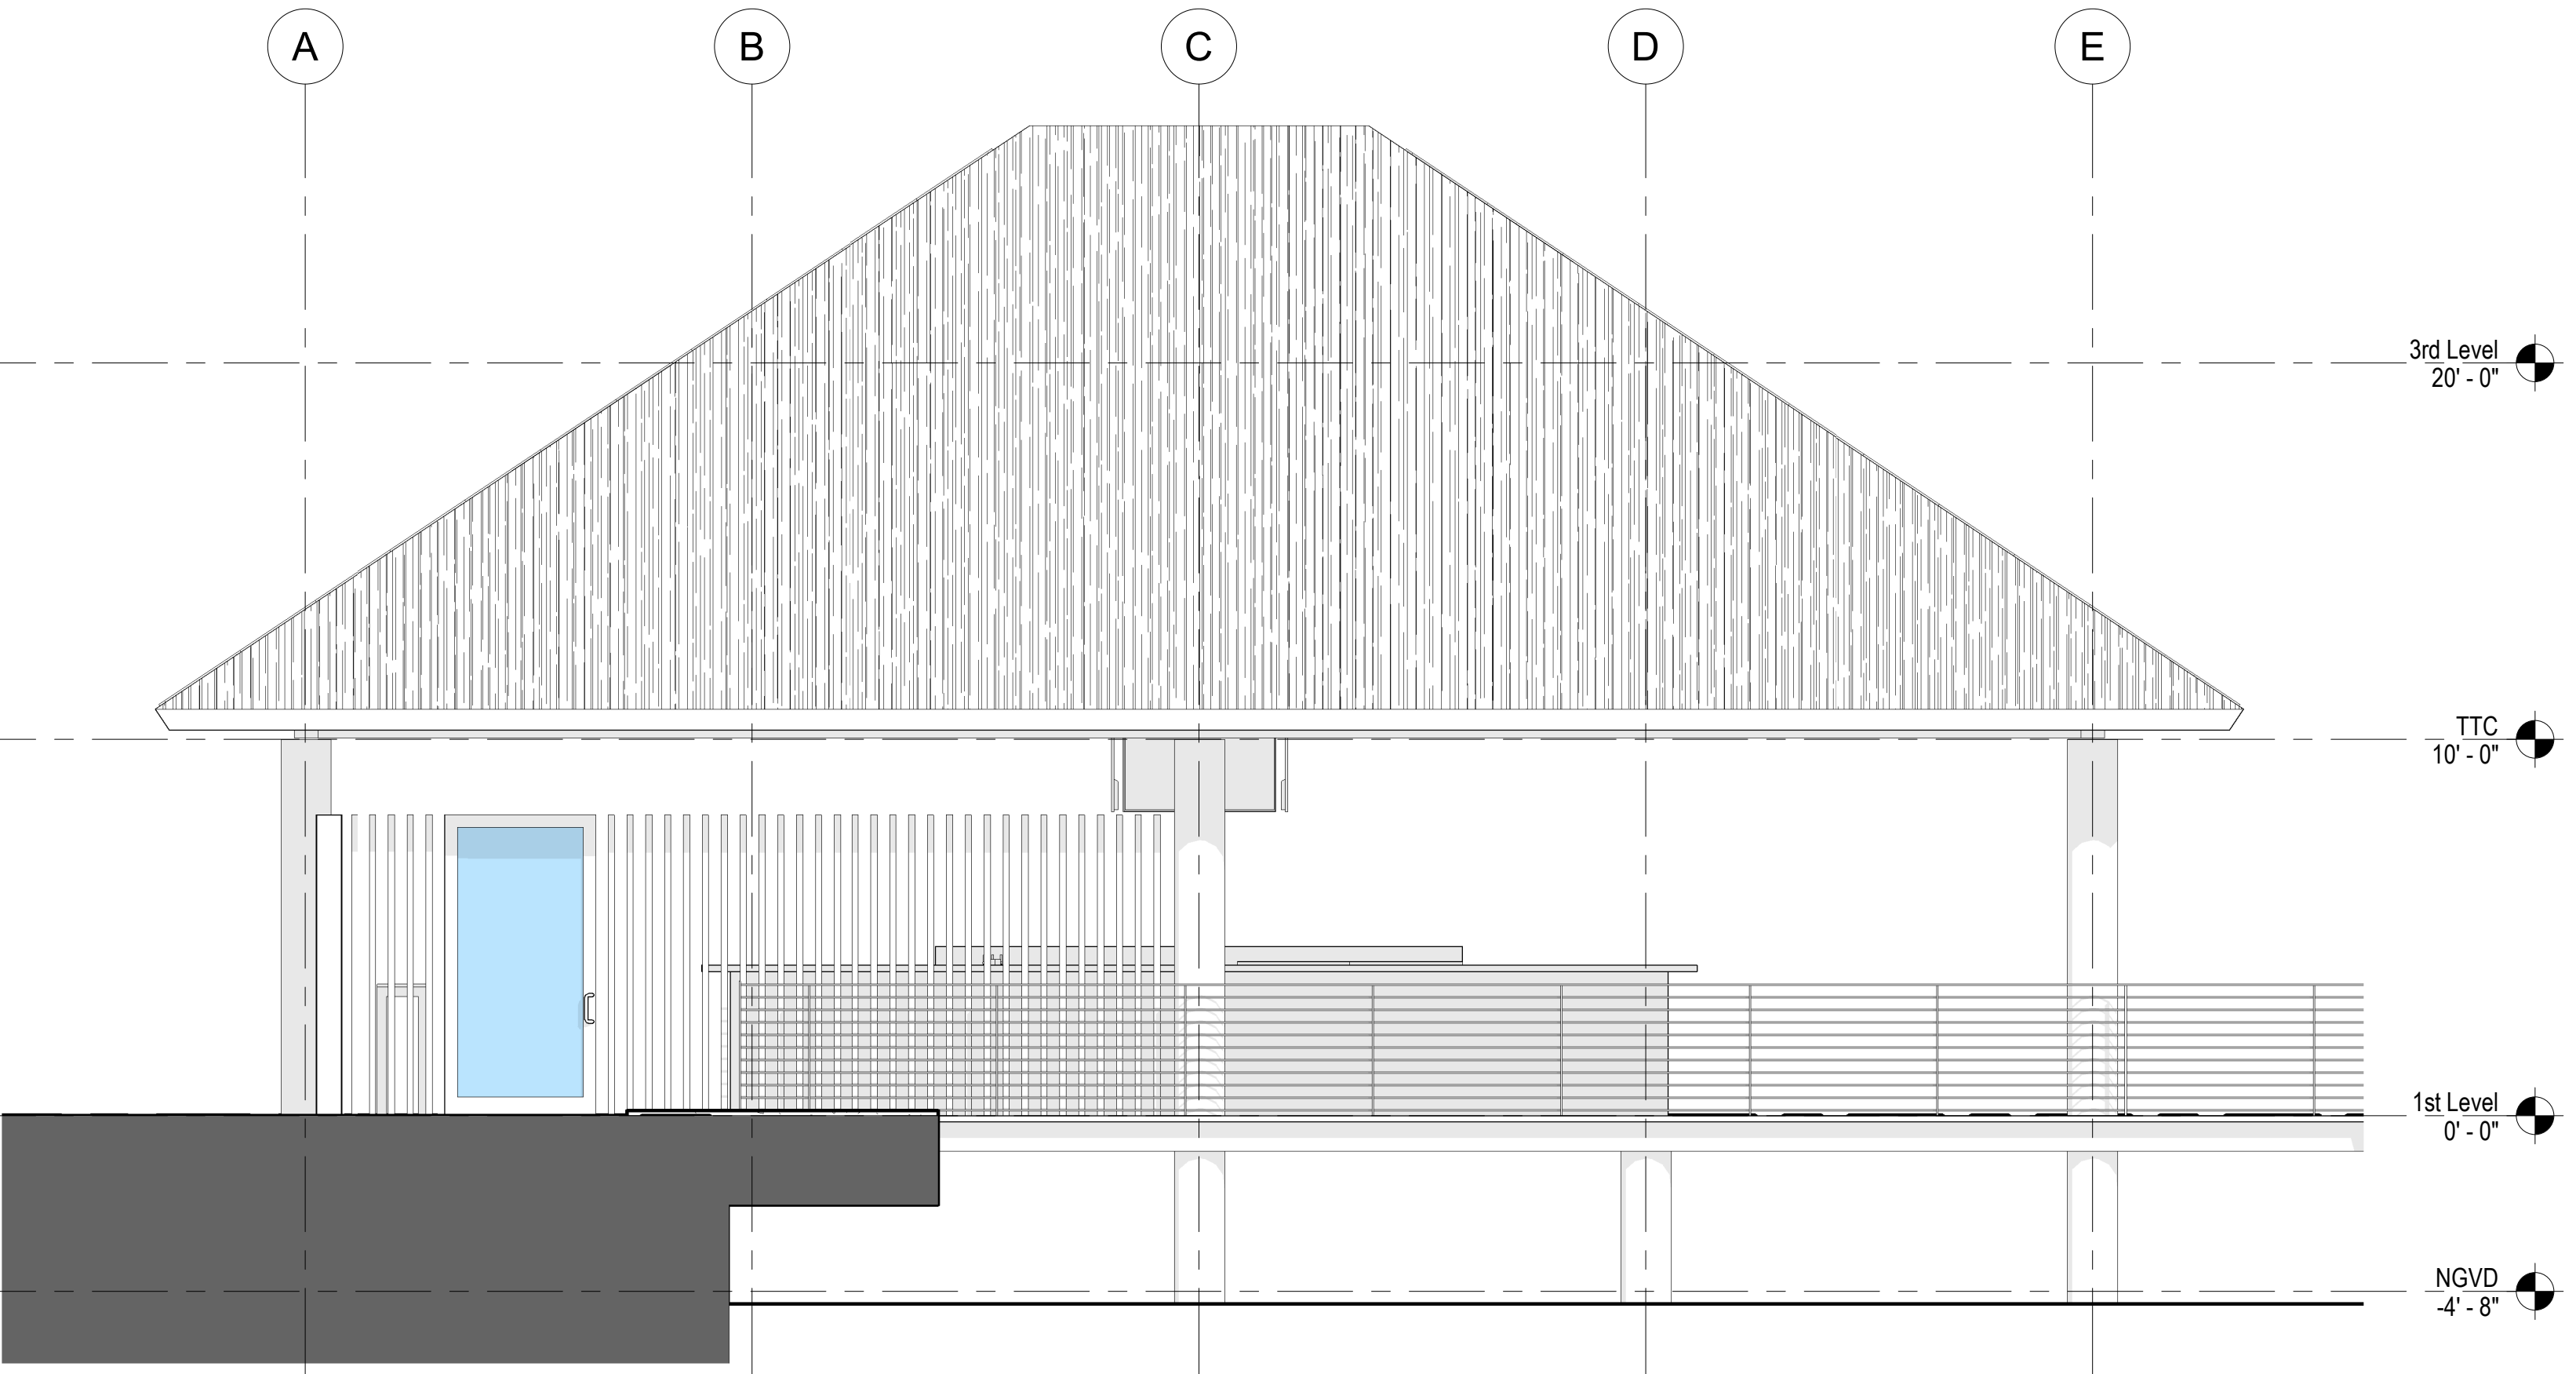 A
B
C
D
E
3rd Level
20' - 0"
TTC
10' - 0"
1st Level
0' - 0"
NGVD
-4' - 8"